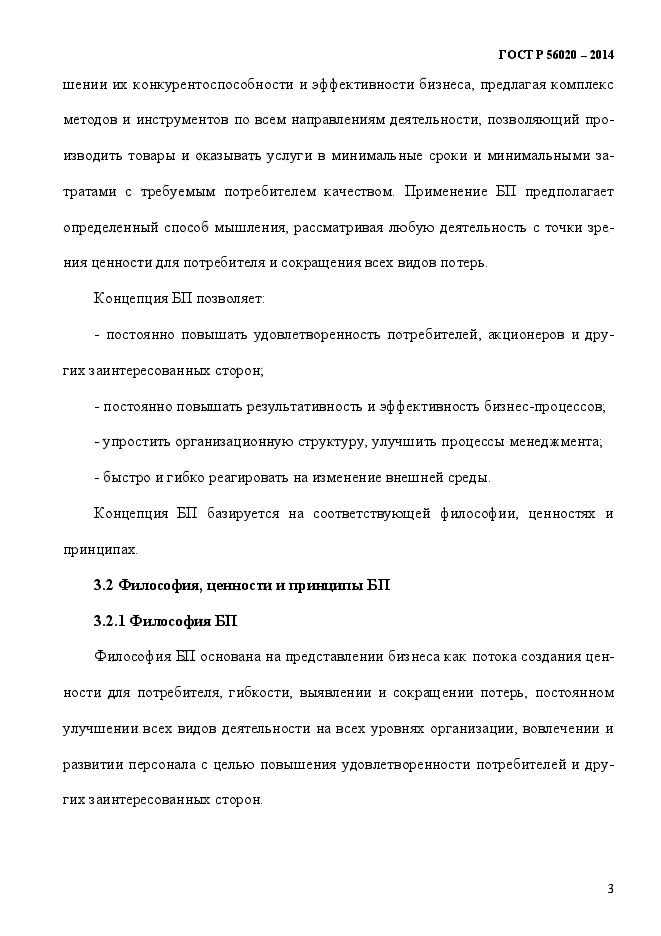 ГОСТ Р 56020 – 2014
шении их конкурентоспособности и эффективности бизнеса, предлагая комплекс
методов и инструментов по всем направлениям деятельности, позволяющий про-
изводить товары и оказывать услуги в минимальные сроки и минимальными за-
тратами с требуемым потребителем качеством. Применение БП предполагает
определенный способ мышления, рассматривая любую деятельность с точки зре-
ния ценности для потребителя и сокращения всех видов потерь.
Концепция БП позволяет:
- постоянно повышать удовлетворенность потребителей, акционеров и дру-
гих заинтересованных сторон;
- постоянно повышать результативность и эффективность бизнес-процессов;
- упростить организационную структуру, улучшить процессы менеджмента;
- быстро и гибко реагировать на изменение внешней среды.
Концепция БП базируется на соответствующей философии, ценностях и
принципах.
3.2 Философия, ценности и принципы БП
3.2.1 Философия БП
Философия БП основана на представлении бизнеса как потока создания цен-
ности для потребителя, гибкости, выявлении и сокращении потерь, постоянном
улучшении всех видов деятельности на всех уровнях организации, вовлечении и
развитии персонала с целью повышения удовлетворенности потребителей и дру-
гих заинтересованных сторон.
3